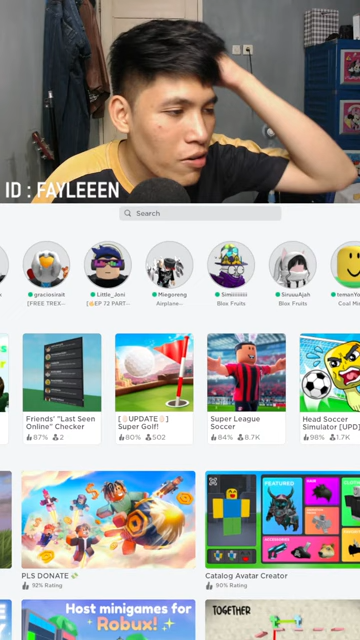 ID : FAYLEEEN
Search
graciosirait
Little_Joni
Miegoreng
Simiiiiiiiii
SiruuuAjah
[FREE TREX-
[👊EP 72 PART-
Airplane-
Blox Fruits
Blox Fruits
Coal Mi
Friends' "Last Seen
Online" Checker
87% 2
[👌UPDATE👌]
Super Golf!
80% 502
Super League
Soccer
84% 8.7K
Head Soccer
Simulator [UPD]
98% 1.7K
FEATURED
PLS DONATE 💸
92% Rating
Catalog Avatar Creator
90% Rating
Host minigames for
Robux!
TOGETHER